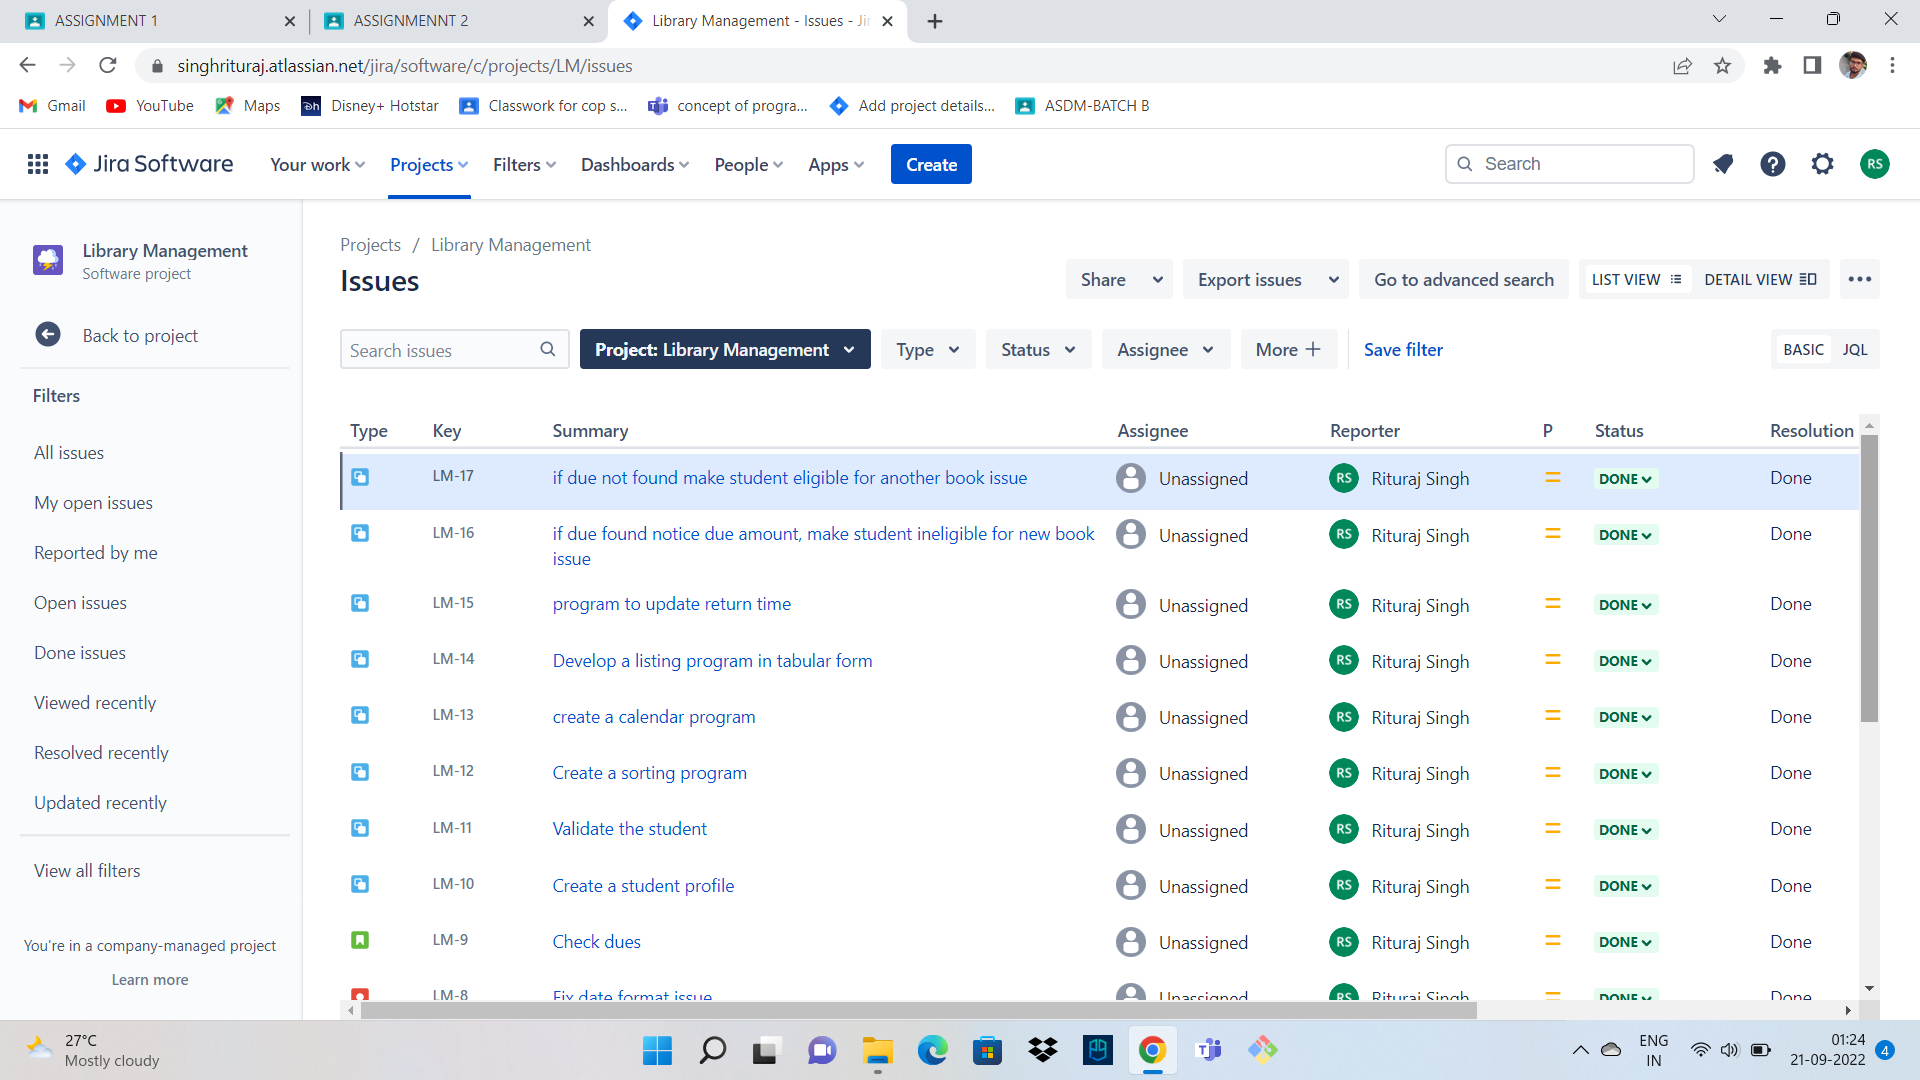 ASSIGNMENT 1
ASSIGNMENNT 2
Library Management - Issues - Jir
singhrituraj.atlassian.net/jira/software/c/projects/LM/issues
Gmail YouTube Maps Disney+ Hotstar Classwork for cop s... concept of progra... Add project details... ASDM-BATCH B
Jira Software Your work Projects Filters Dashboards People Apps Create Search RS
Library Management
Software project
Back to project
Filters
All issues
My open issues
Reported by me
Open issues
Done issues
Viewed recently
Resolved recently
Updated recently
View all filters
You're in a company-managed project
Learn more
Projects / Library Management
Issues
Share Export issues Go to advanced search LIST VIEW DETAIL VIEW
Search issues Project: Library Management Type Status Assignee More + Save filter BASIC JQL
Type Key Summary Assignee Reporter P Status Resolution
LM-17 if due not found make student eligible for another book issue Unassigned RS Rituraj Singh DONE Done
LM-16 if due found notice due amount, make student ineligible for new book Unassigned RS Rituraj Singh DONE Done
issue
LM-15 program to update return time Unassigned RS Rituraj Singh DONE Done
LM-14 Develop a listing program in tabular form Unassigned RS Rituraj Singh DONE Done
LM-13 create a calendar program Unassigned RS Rituraj Singh DONE Done
LM-12 Create a sorting program Unassigned RS Rituraj Singh DONE Done
LM-11 Validate the student Unassigned RS Rituraj Singh DONE Done
LM-10 Create a student profile Unassigned RS Rituraj Singh DONE Done
LM-9 Check dues Unassigned RS Rituraj Singh DONE Done
LM-8 Fix date format issue Unassigned RS Rituraj Singh DONE Done
27°C
Mostly cloudy
ENG
IN
01:24
21-09-2022
4